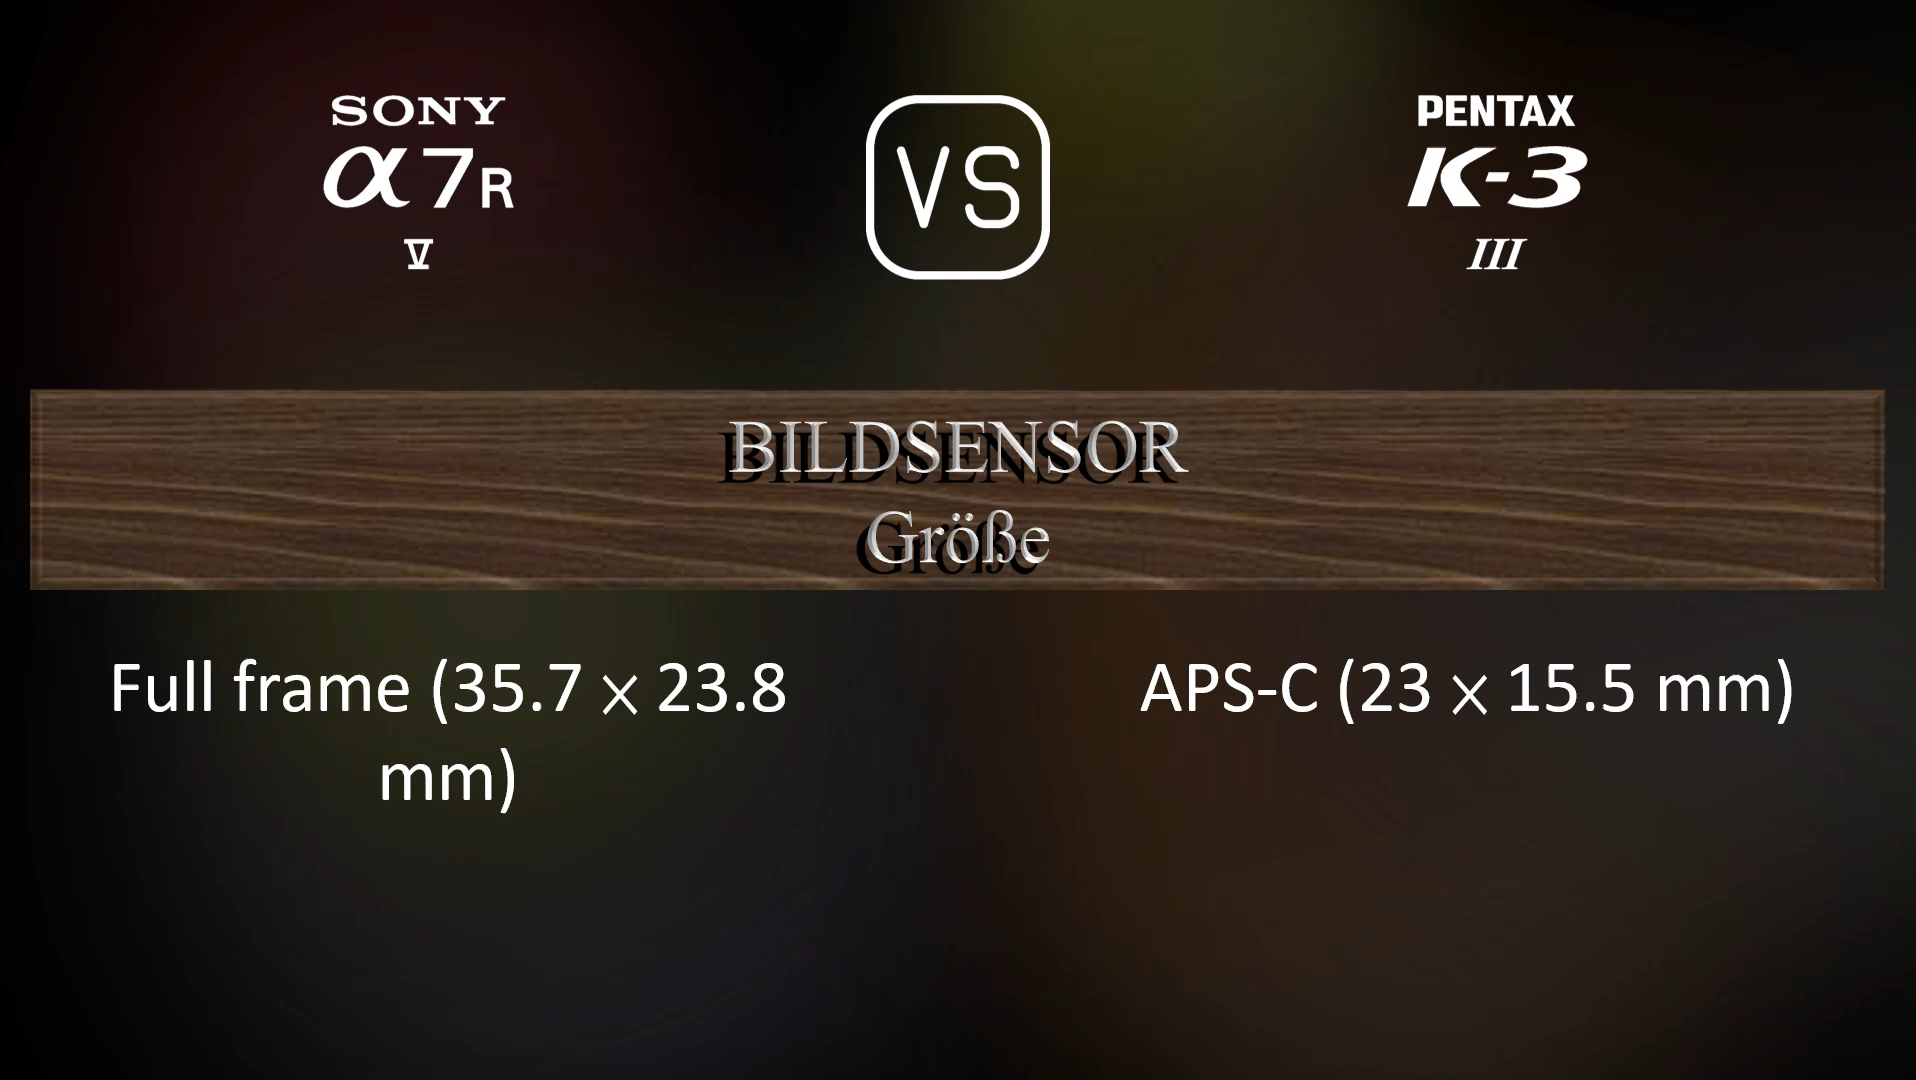 SONY
α7R
V
VS
PENTAX
K-3
III
BILDSENSOR
Größe
Full frame (35.7 x 23.8
mm)
APS-C (23 x 15.5 mm)